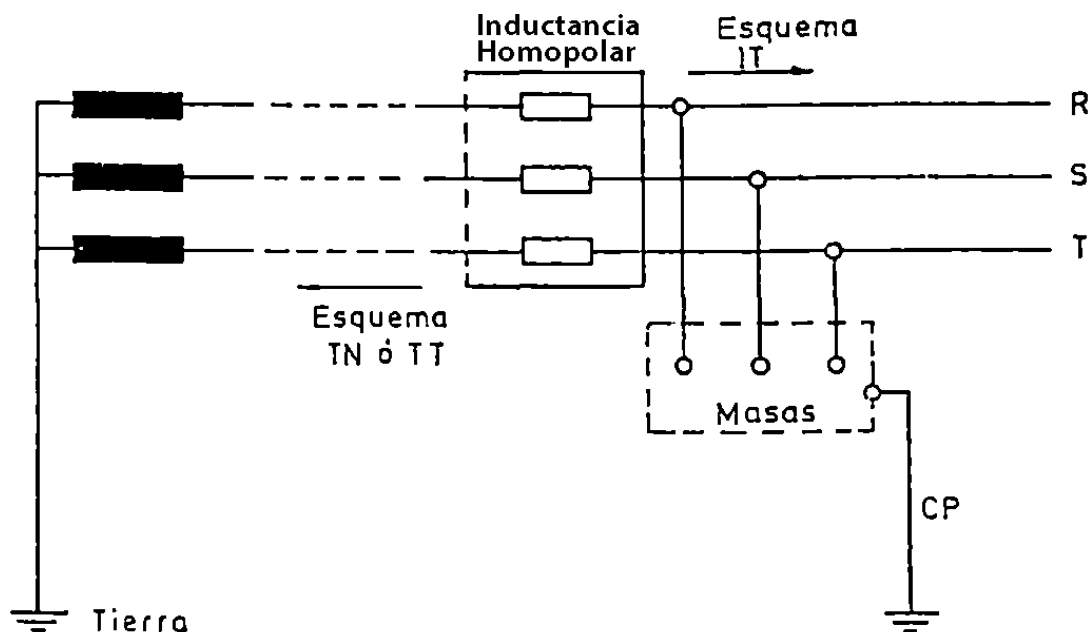 Inductancia
Homopolar
Esquema
IT
R
S
T
Esquema
TN ó TT
Masas
CP
Tierra